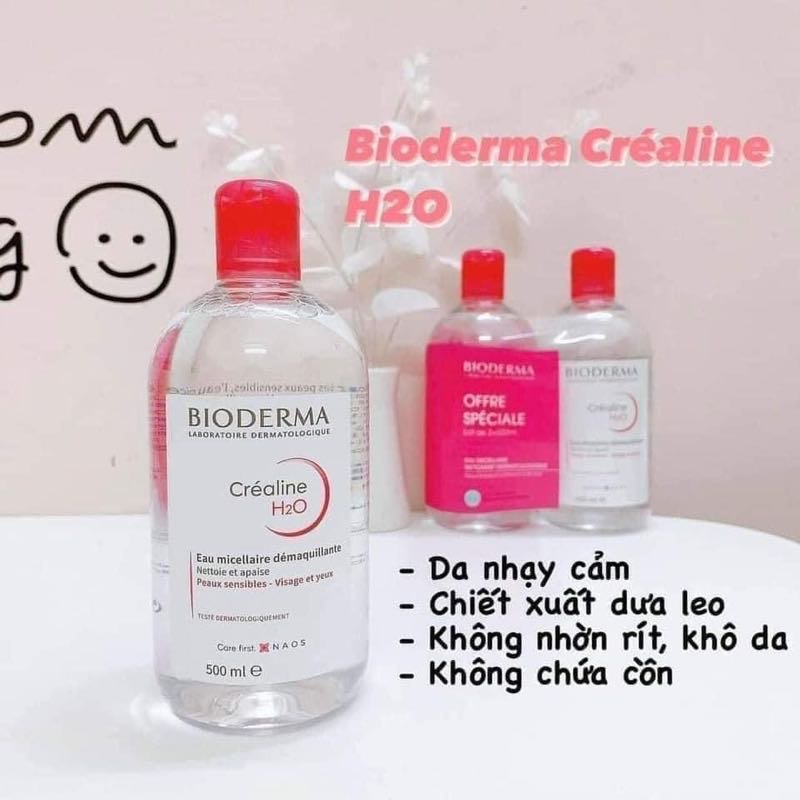 om
g
Bioderma Créaline
H2O
BIODERMA
LABORATOIRE DERMATOLOGIQUE
Créaline
H2O
Eau micellaire démaquillante
Nettoie et apaise
Peaux sensibles - Visage et yeux
TESTÉ DERMATOLOGIQUEMENT
Care first. NAOS
500 ml ℮
BIODERMA
OFFRE
SPÉCIALE
BIODERMA
Créaline
H2O
- Da nhạy cảm
- Chiết xuất dưa leo
- Không nhờn rít, khô da
- Không chứa cồn